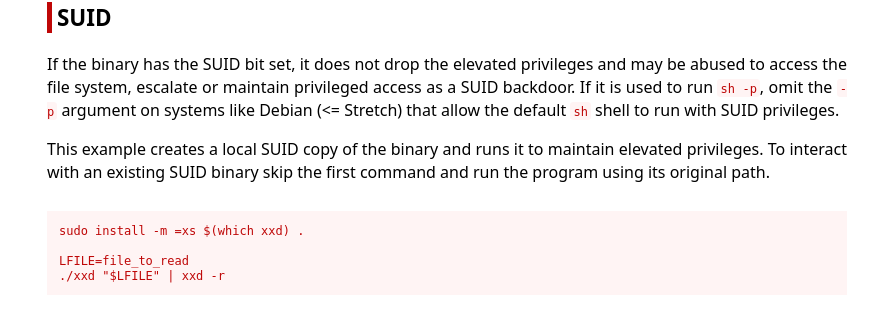 SUID
If the binary has the SUID bit set, it does not drop the elevated privileges and may be abused to access the
file system, escalate or maintain privileged access as a SUID backdoor. If it is used to run sh -p, omit the -
p argument on systems like Debian (<= Stretch) that allow the default sh shell to run with SUID privileges.
This example creates a local SUID copy of the binary and runs it to maintain elevated privileges. To interact
with an existing SUID binary skip the first command and run the program using its original path.
sudo install -m =xs $(which xxd) .
LFILE=file_to_read
./xxd "$LFILE" | xxd -r